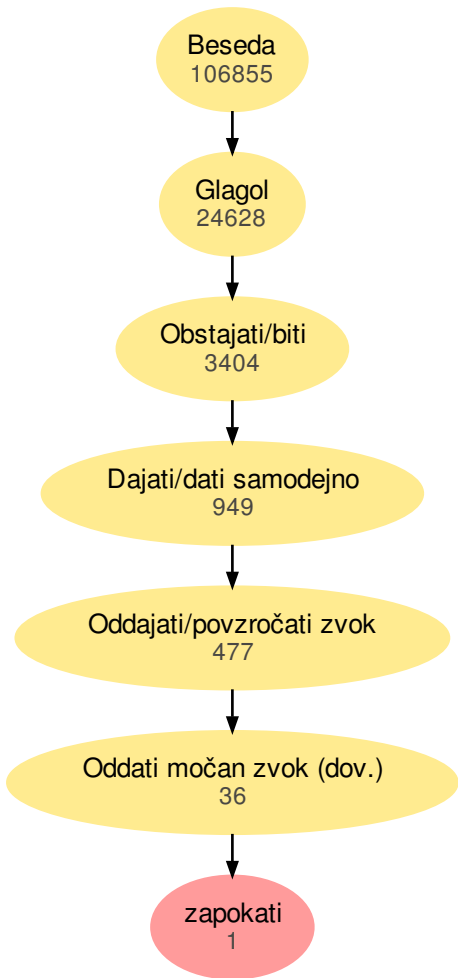 Beseda
106855
Glagol
24628
Obstajati/biti
3404
Dajati/dati samodejno
949
Oddajati/povzročati zvok
477
Oddati močan zvok (dov.)
36
zapokati
1